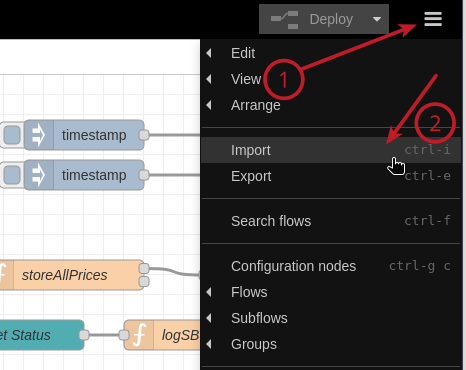 Deploy
Edit
View
1
Arrange
2
timestamp
Import ctrl-i
timestamp
Export ctrl-e
Search flows ctrl-f
Configuration nodes ctrl-g c
storeAllPrices
Flows
Subflows
et Status
logSB
Groups